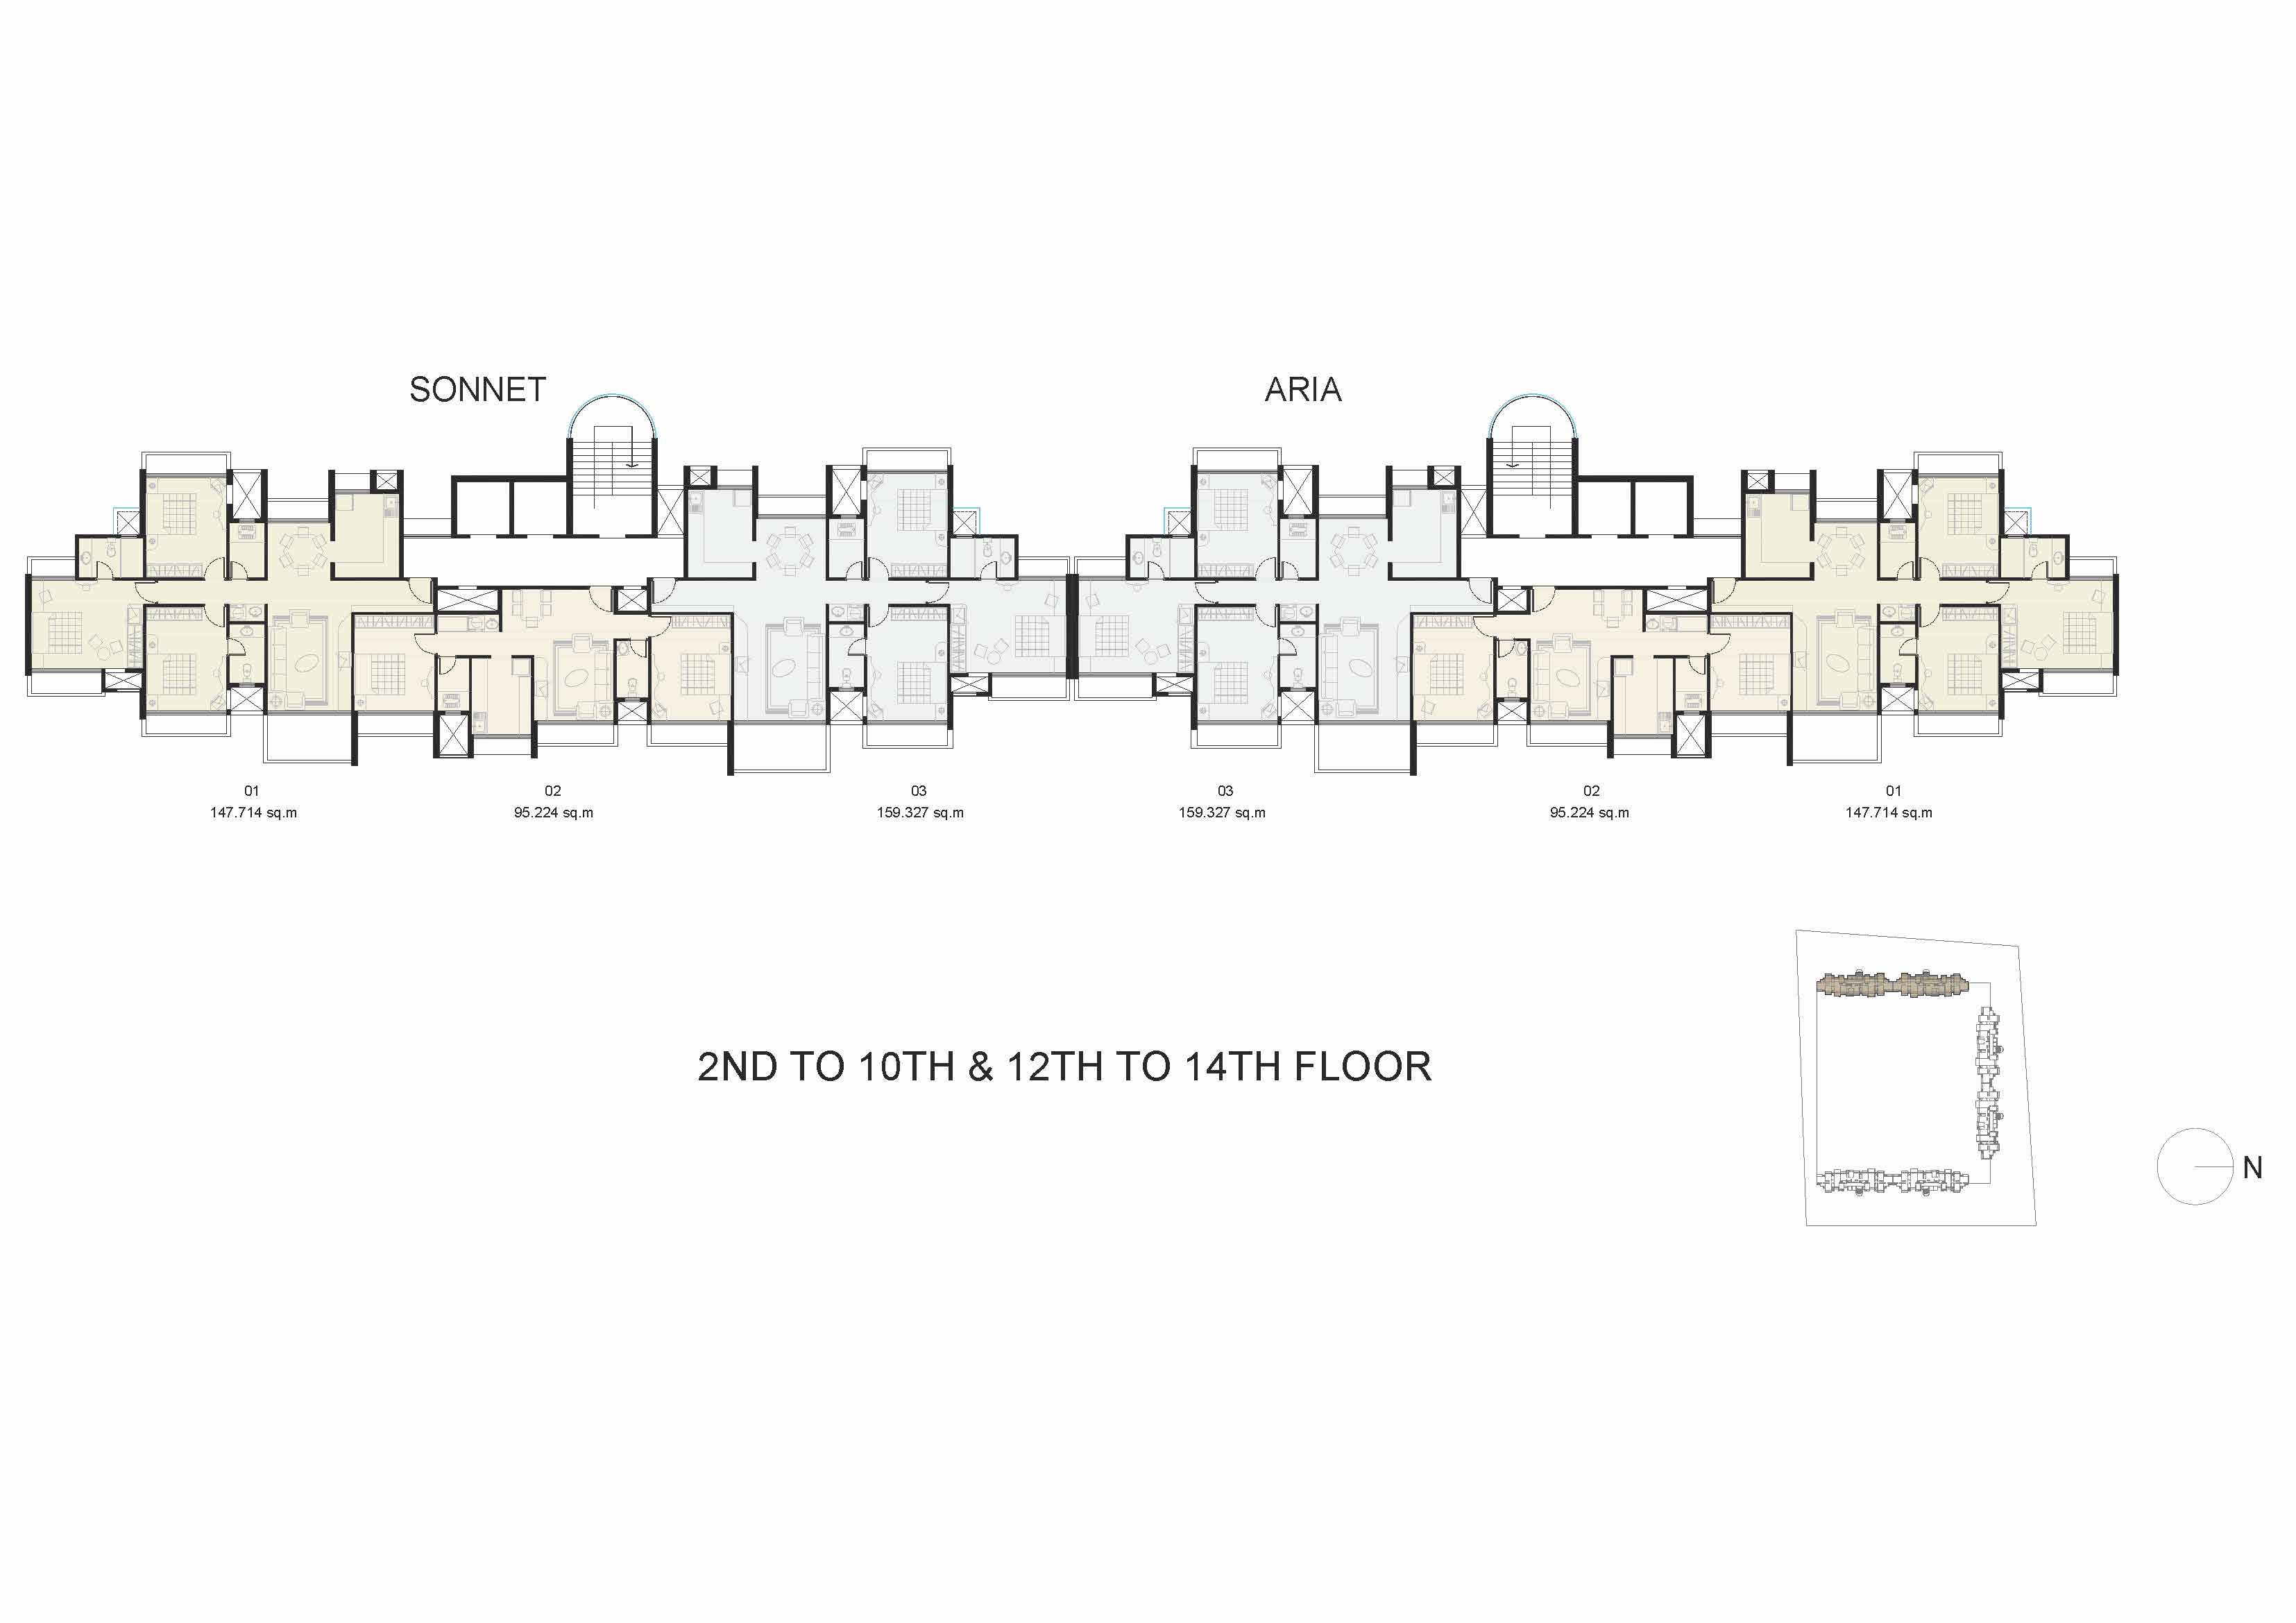 SONNET
ARIA
01
147.714 sq.m
02
95.224 sq.m
03
159.327 sq.m
03
159.327 sq.m
02
95.224 sq.m
01
147.714 sq.m
2ND TO 10TH & 12TH TO 14TH FLOOR
N